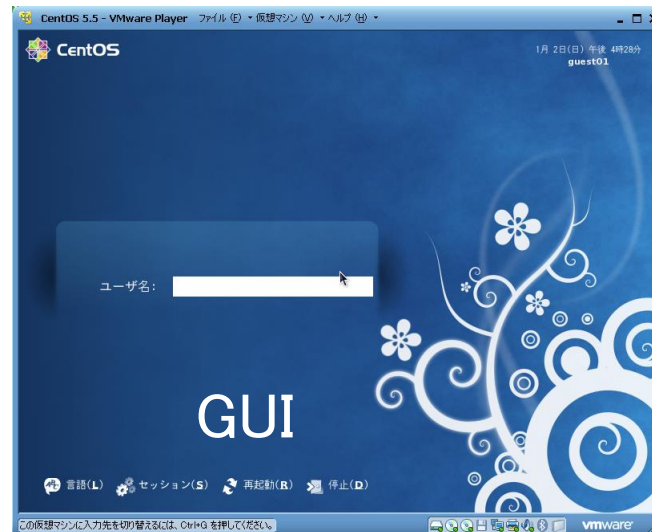 CentOS 5.5 - VMware Player ファイル (F) ▾ 仮想マシン (V) ▾ ヘルプ (H) ▾
CentOS
1月 2日(日) 午後 4時28分
guest01
ユーザ名:
GUI
言語(L) セッション(S) 再起動(R) 停止(D)
この仮想マシンに入力先を切り替えるには、Ctrl+G を押してください。
vmware